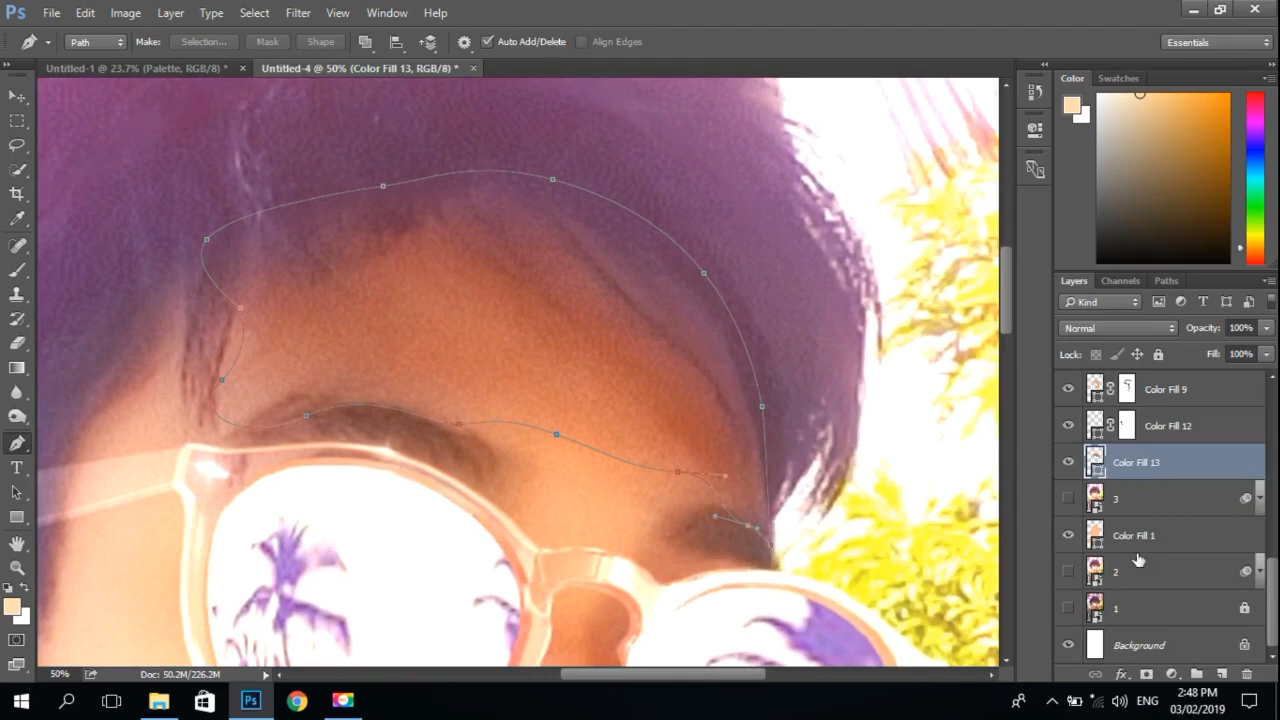 Ps File Edit Image Layer Type Select Filter View Window Help
Path Make: Selection... Mask Shape Auto Add/Delete Align Edges Essentials
Untitled-1 @ 23.7% (Palette, RGB/8) * × Untitled-4 @ 50% (Color Fill 13, RGB/8) * ×
Color Swatches
Layers Channels Paths
Kind
Normal Opacity: 100%
Lock: Fill: 100%
Color Fill 9
Color Fill 12
Color Fill 13
3
Color Fill 1
2
1
Background
50% Doc: 50.2M/226.2M
Ps ENG 2:48 PM
03/02/2019